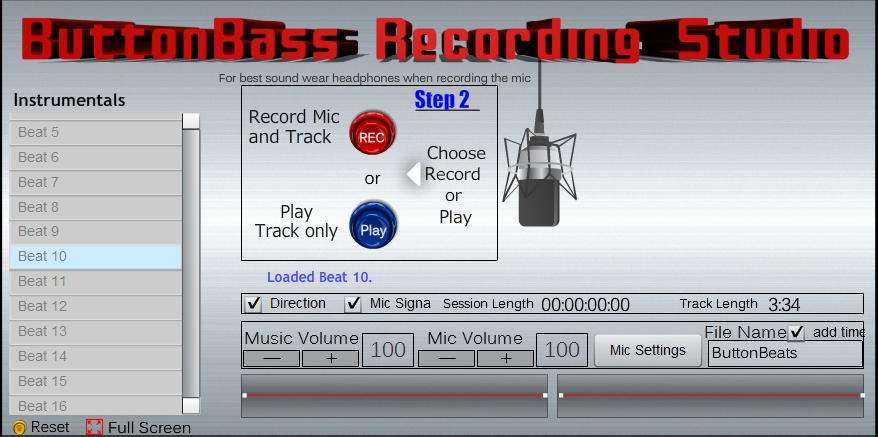 ButtonBass Recording Studio
For best sound wear headphones when recording the mic
Instrumentals
Beat 5
Beat 6
Beat 7
Beat 8
Beat 9
Beat 10
Beat 11
Beat 12
Beat 13
Beat 14
Beat 15
Beat 16
Reset
Full Screen
Step 2
Record Mic
and Track
REC
or
Play
Track only
Play
Choose
Record
or
Play
Loaded Beat 10.
Direction
Mic Signa
Session Length 00:00:00:00
Track Length 3:34
Music Volume
— + 100
Mic Volume
— + 100
Mic Settings
File Name
add time
ButtonBeats